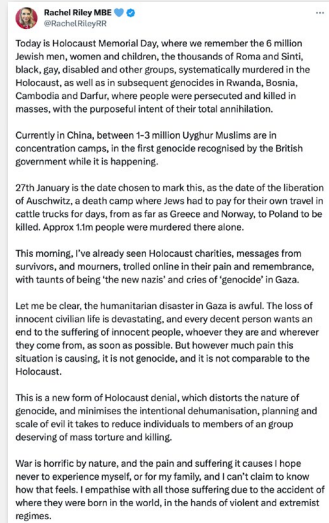 Rachel Riley MBE 🩵
@RachelRileyRR
Today is Holocaust Memorial Day, where we remember the 6 million
Jewish men, women and children, the thousands of Roma and Sinti,
black, gay, disabled and other groups, systematically murdered in the
Holocaust, as well as in subsequent genocides in Rwanda, Bosnia,
Cambodia and Darfur, where people were persecuted and killed in
masses, with the purposeful intent of their total annihilation.
Currently in China, between 1-3 million Uyghur Muslims are in
concentration camps, in the first genocide recognised by the British
government while it is happening.
27th January is the date chosen to mark this, as the date of the liberation
of Auschwitz, a death camp where Jews had to pay for their own travel in
cattle trucks for days, from as far as Greece and Norway, to Poland to be
killed. Approx 1.1m people were murdered there alone.
This morning, I've already seen Holocaust charities, messages from
survivors, and mourners, trolled online in their pain and remembrance,
with taunts of being 'the new nazis' and cries of 'genocide' in Gaza.
Let me be clear, the humanitarian disaster in Gaza is awful. The loss of
innocent civilian life is devastating, and every decent person wants an
end to the suffering of innocent people, whoever they are and wherever
they come from, as soon as possible. But however much pain this
situation is causing, it is not genocide, and it is not comparable to the
Holocaust.
This is a new form of Holocaust denial, which distorts the nature of
genocide, and minimises the intentional dehumanisation, planning and
scale of evil it takes to reduce individuals to members of an group
deserving of mass torture and killing.
War is horrific by nature, and the pain and suffering it causes I hope
never to experience myself, or for my family, and I can't claim to know
how that feels. I empathise with all those suffering due to the accident of
where they were born in the world, in the hands of violent and extremist
regimes.